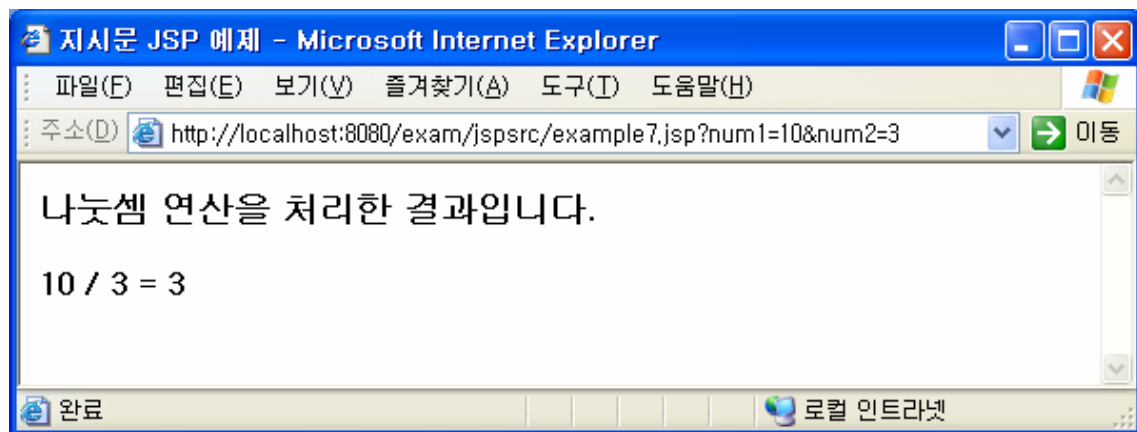 지시문 JSP 예제 - Microsoft Internet Explorer
파일(F) 편집(E) 보기(V) 즐겨찾기(A) 도구(T) 도움말(H)
주소(D) http://localhost:8080/exam/jspsrc/example7.jsp?num1=10&num2=3 이동
나눗셈 연산을 처리한 결과입니다.
10 / 3 = 3
완료 로컬 인트라넷